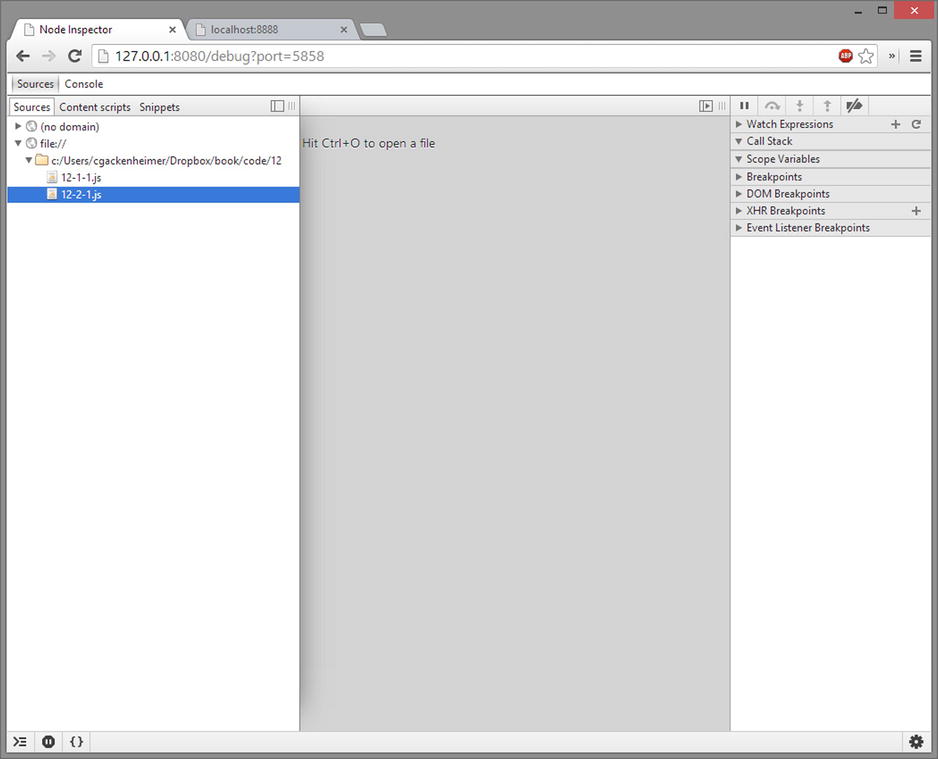 Node Inspector
localhost:8888
127.0.0.1:8080/debug?port=5858
ABP
»
Sources Console
Sources Content scripts Snippets
(no domain)
file://
c:/Users/cgackenheimer/Dropbox/book/code/12
12-1-1.js
12-2-1.js
Hit Ctrl+O to open a file
Watch Expressions
Call Stack
Scope Variables
Breakpoints
DOM Breakpoints
XHR Breakpoints
Event Listener Breakpoints
{}